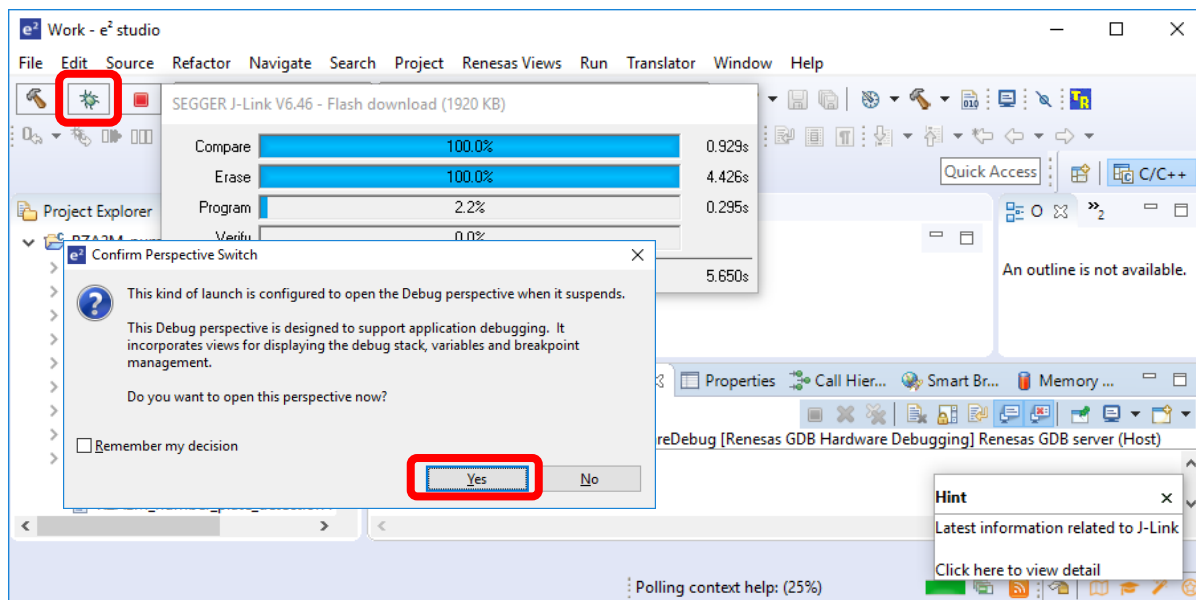 e² Work - e² studio
File Edit Source Refactor Navigate Search Project Renesas Views Run Translator Window Help
SEGGER J-Link V6.46 - Flash download (1920 KB)
Compare 100.0% 0.929s
Erase 100.0% 4.426s
Program 2.2% 0.295s
Verify 0.0%
5.650s
010
TR
Quick Access
C/C++
Project Explorer
O
»2
An outline is not available.
e² Confirm Perspective Switch
This kind of launch is configured to open the Debug perspective when it suspends.
This Debug perspective is designed to support application debugging. It
incorporates views for displaying the debug stack, variables and breakpoint
management.
Do you want to open this perspective now?
Remember my decision
Yes No
Properties Call Hier... Smart Br... Memory ...
reDebug [Renesas GDB Hardware Debugging] Renesas GDB server (Host)
Hint
Latest information related to J-Link
Click here to view detail
Polling context help: (25%)